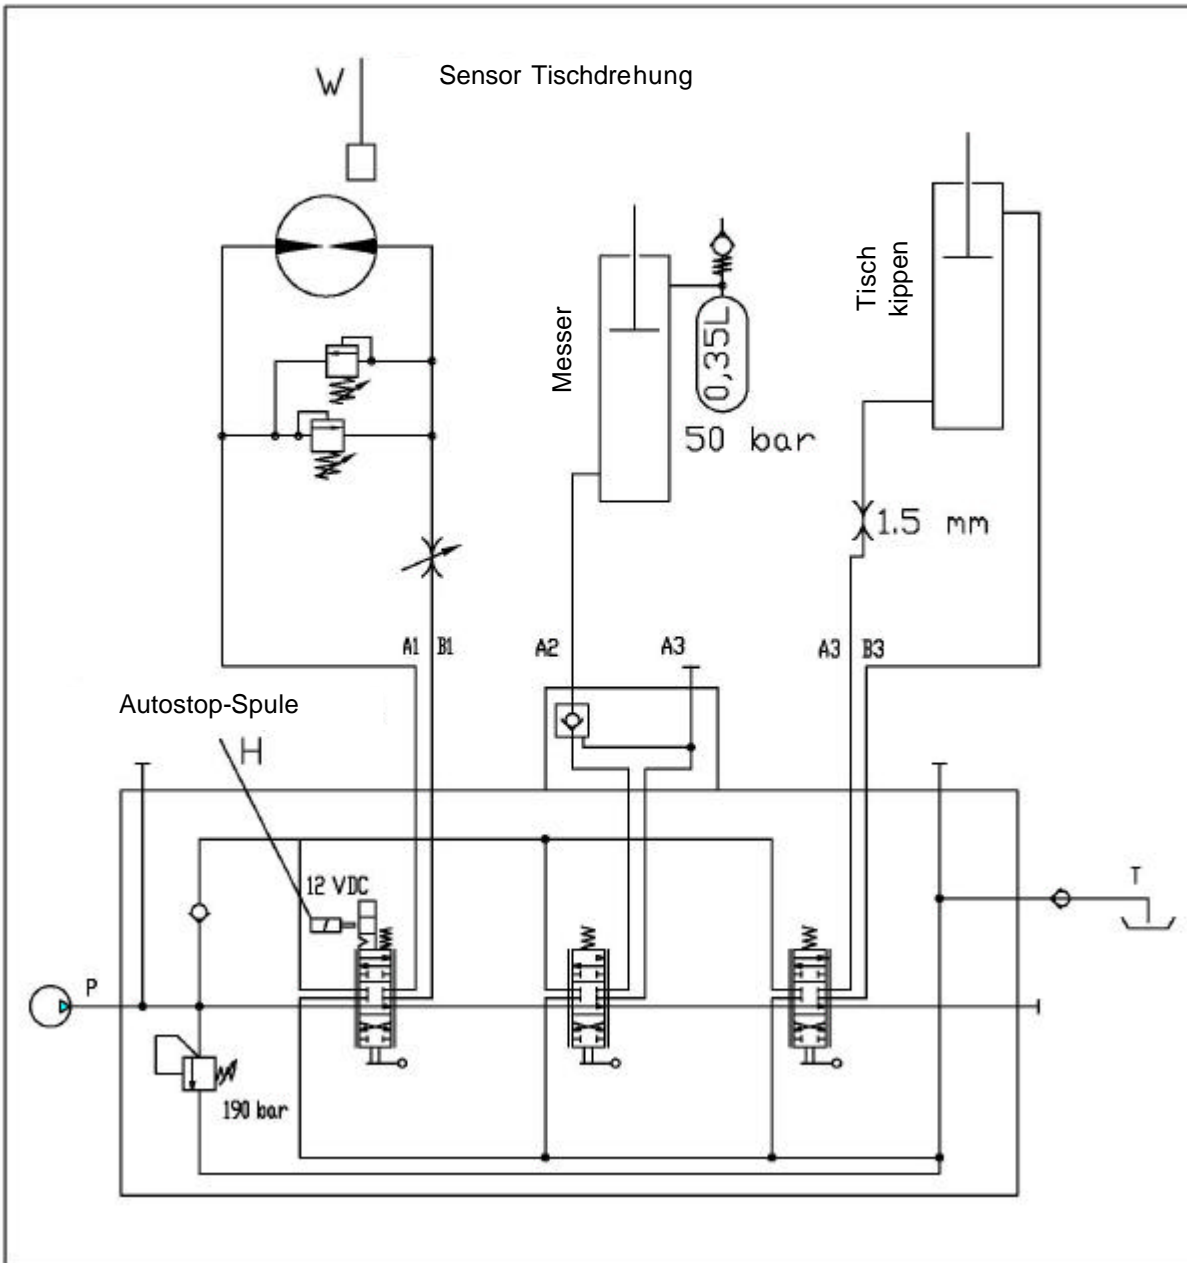 W
Sensor Tischdrehung
Tisch
kippen
Messer
0,35L
50 bar
1.5 mm
A1 B1
A2
A3
A3 B3
Autostop-Spule
H
12 VDC
T
P
190 bar